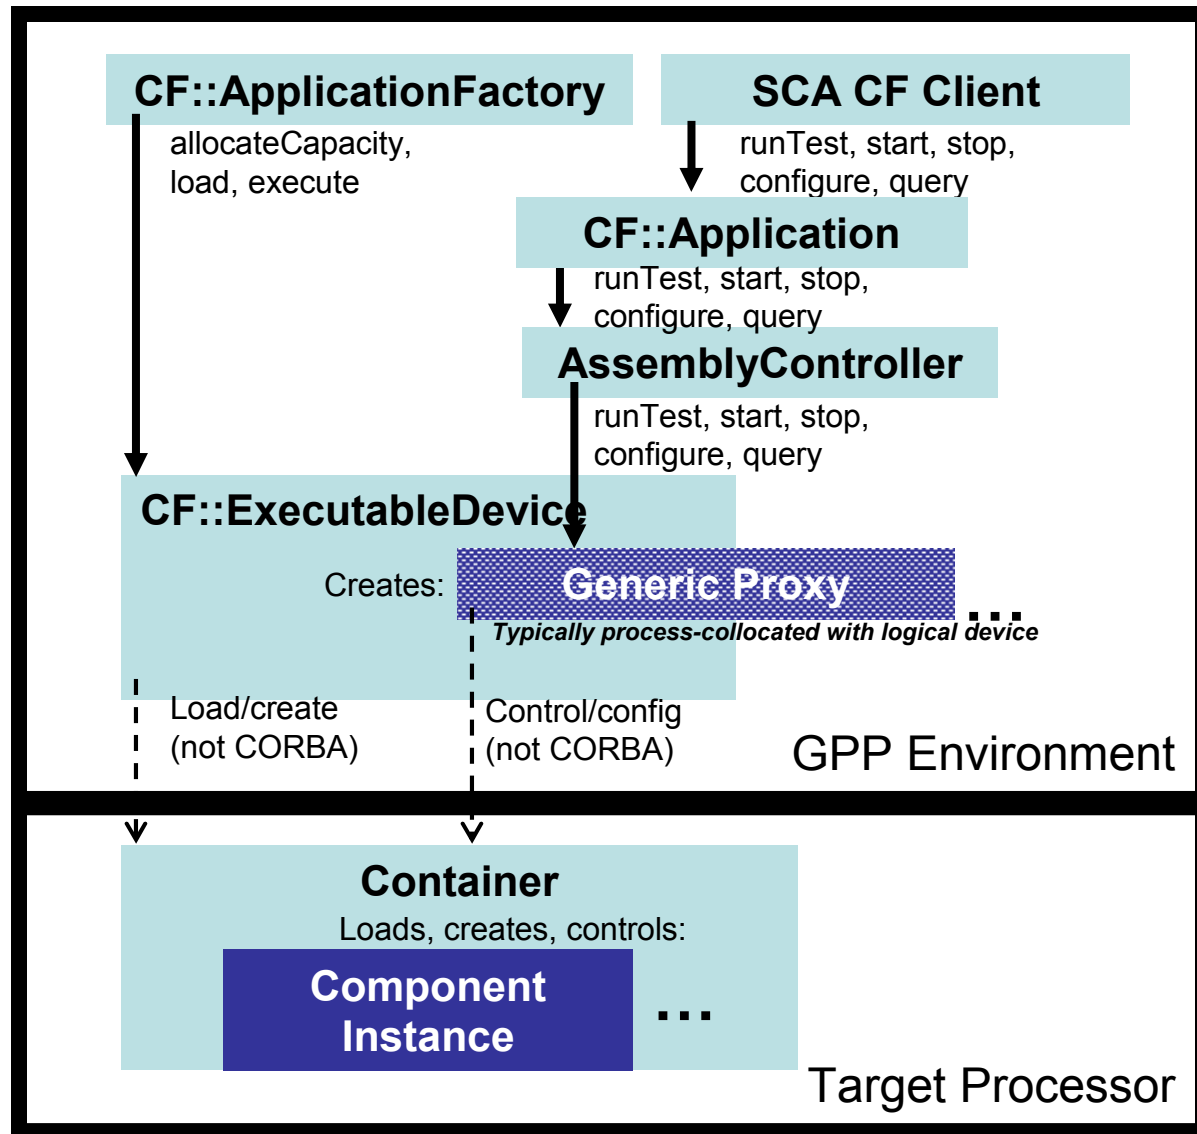 CF::ApplicationFactory
SCA CF Client
allocateCapacity,
load, execute
runTest, start, stop,
configure, query
CF::Application
runTest, start, stop,
configure, query
AssemblyController
runTest, start, stop,
configure, query
CF::ExecutableDevice
Creates:
Generic Proxy
...
Typically process-collocated with logical device
Load/create
(not CORBA)
Control/config
(not CORBA)
GPP Environment
Container
Loads, creates, controls:
Component
Instance
...
Target Processor